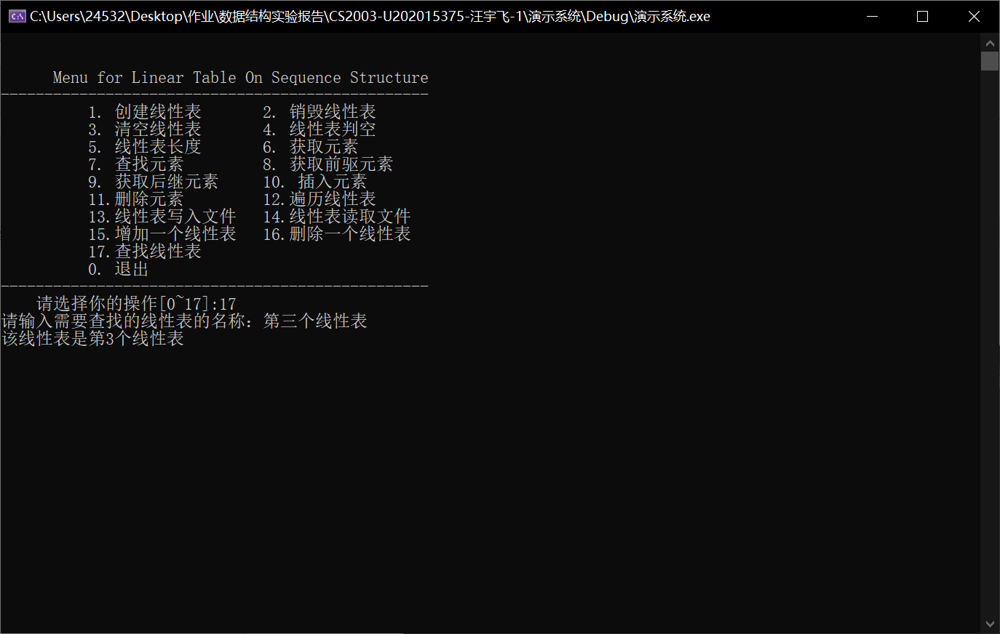 C:\Users\24532\Desktop\作业\数据结构实验报告\CS2003-U202015375-汪宇飞-1\演示系统\Debug\演示系统.exe
Menu for Linear Table On Sequence Structure
-------------------------------------------------
1. 创建线性表 2. 销毁线性表
3. 清空线性表 4. 线性表判空
5. 线性表长度 6. 获取元素
7. 查找元素 8. 获取前驱元素
9. 获取后继元素 10. 插入元素
11.删除元素 12.遍历线性表
13.线性表写入文件 14.线性表读取文件
15.增加一个线性表 16.删除一个线性表
17.查找线性表
0. 退出
-------------------------------------------------
请选择你的操作[0~17]:17
请输入需要查找的线性表的名称：第三个线性表
该线性表是第3个线性表